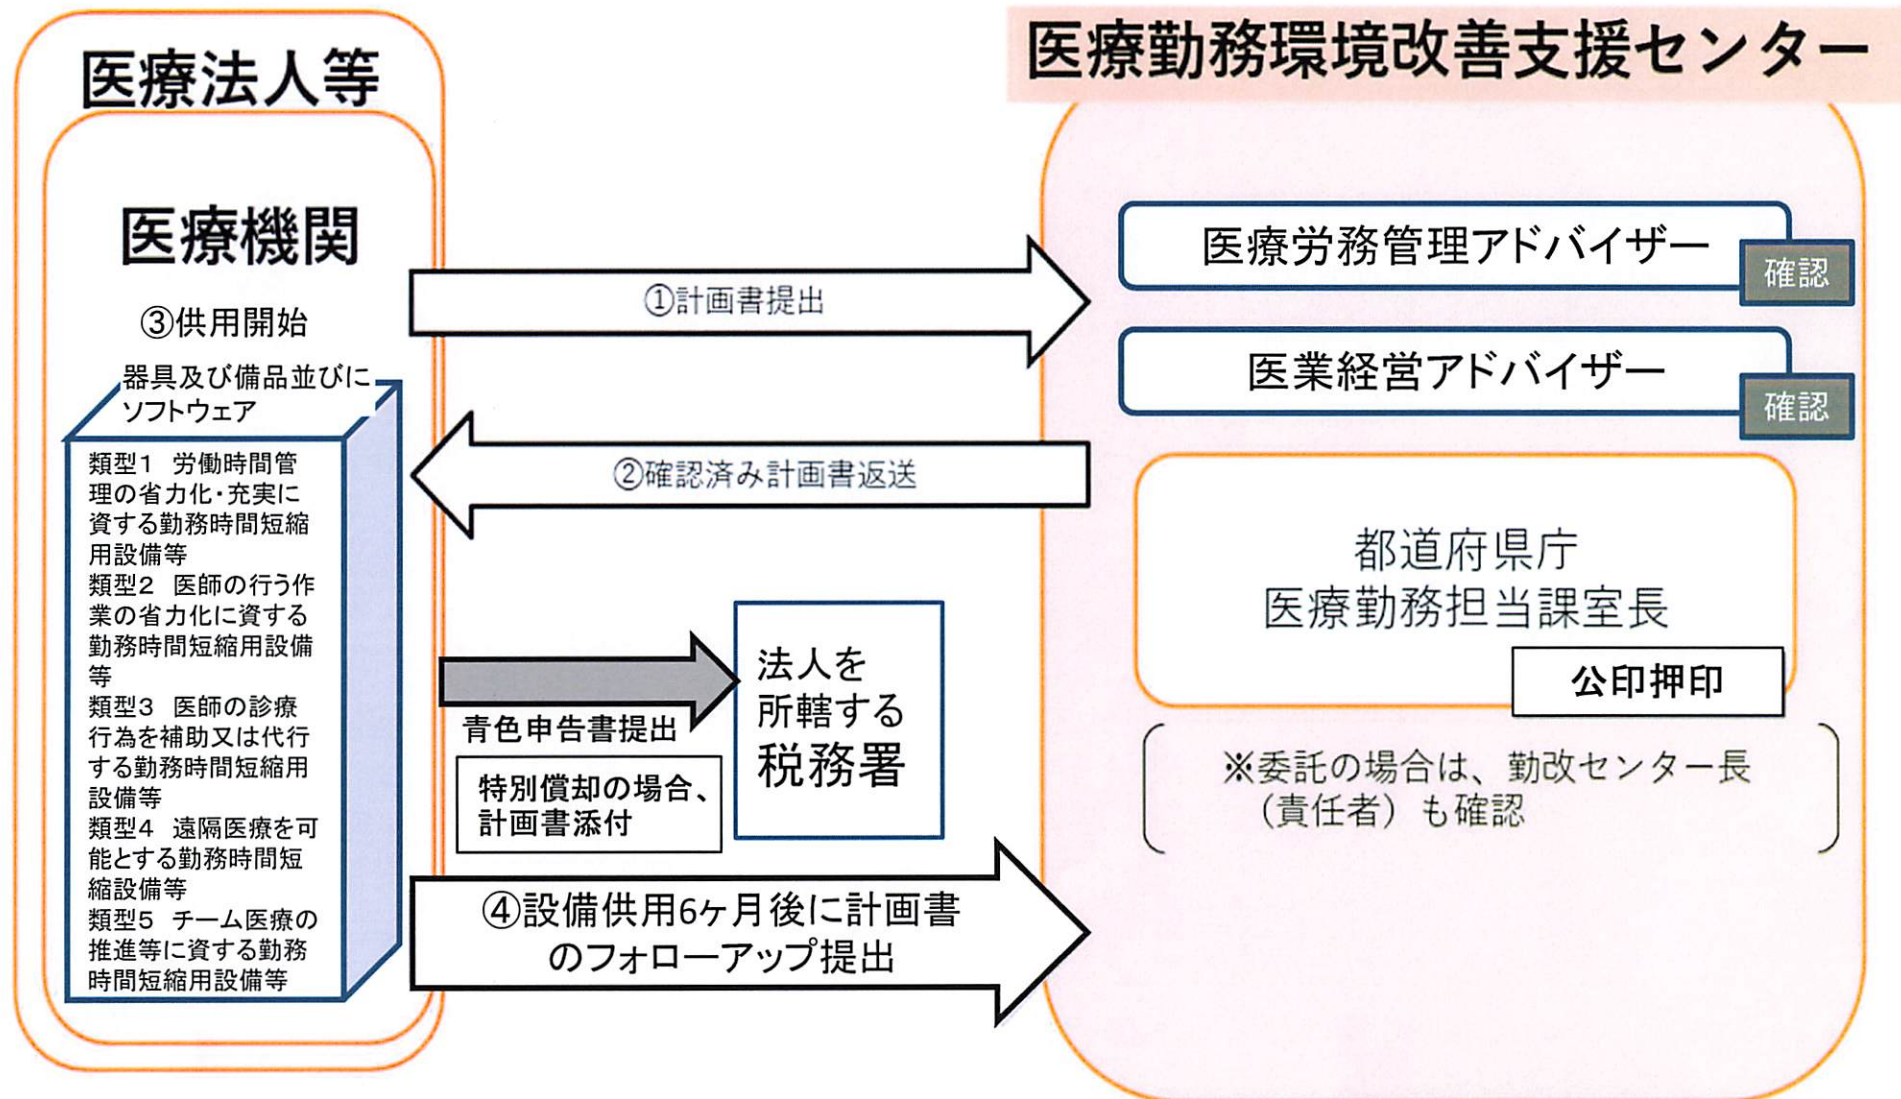 医療法人等
医療機関
③供用開始
器具及び備品並びに
ソフトウェア
類型1　労働時間管
理の省力化・充実に
資する勤務時間短縮
用設備等
類型2　医師の行う作
業の省力化に資する
勤務時間短縮用設備
等
類型3　医師の診療
行為を補助又は代行
する勤務時間短縮用
設備等
類型4　遠隔医療を可
能とする勤務時間短
縮設備等
類型5　チーム医療の
推進等に資する勤務
時間短縮用設備等
①計画書提出
②確認済み計画書返送
青色申告書提出
特別償却の場合、
計画書添付
法人を
所轄する
税務署
④設備供用6ヶ月後に計画書
のフォローアップ提出
医療勤務環境改善支援センター
医療労務管理アドバイザー
確認
医業経営アドバイザー
確認
都道府県庁
医療勤務担当課室長
公印押印
※委託の場合は、勤改センター長
（責任者）も確認